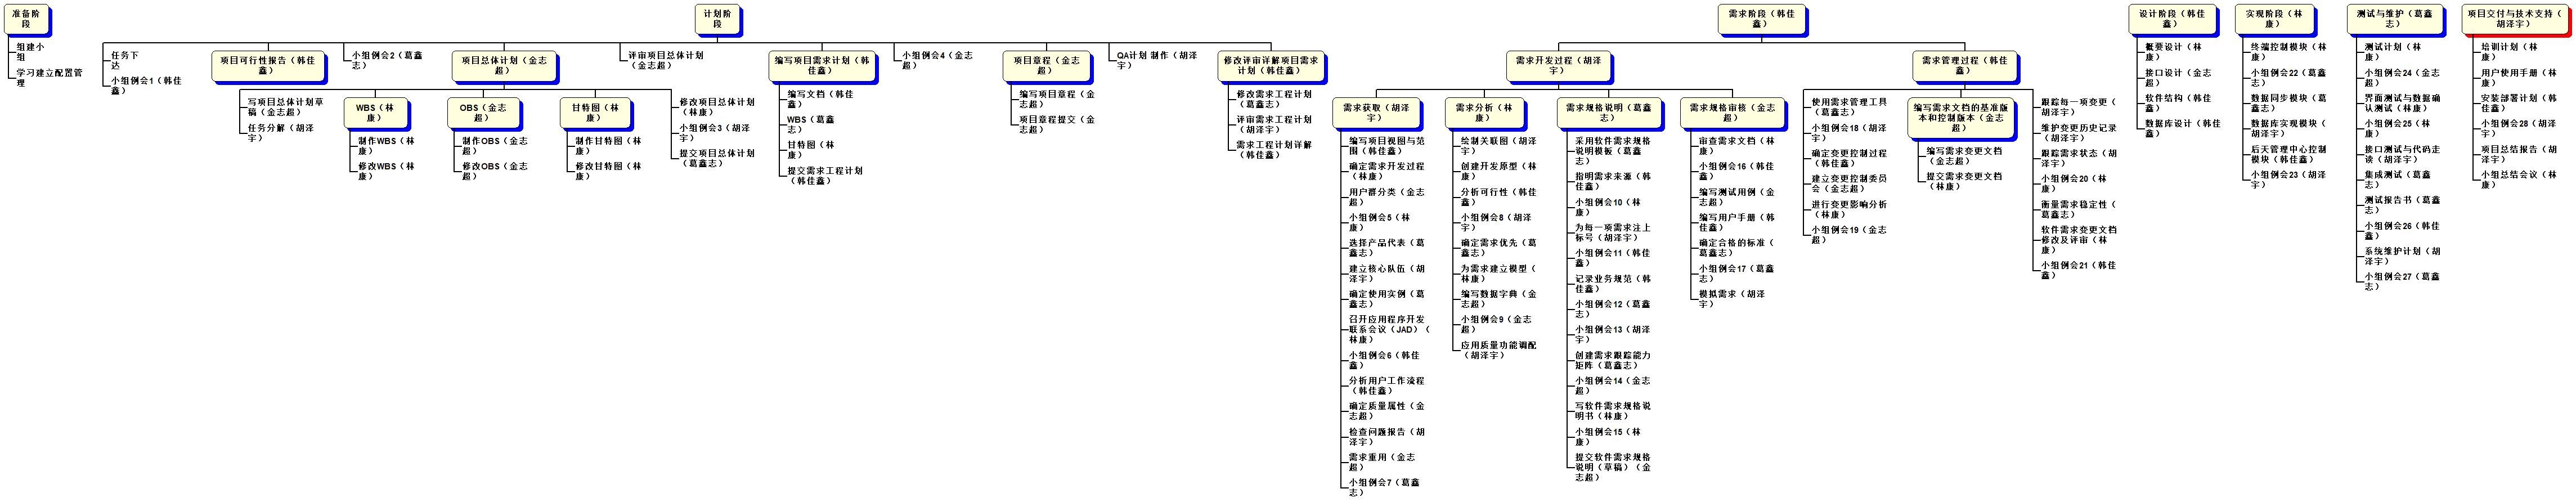 准备阶
段
组建小
组
学习建立配置管
理
计划阶
段
任务下
达
小组例会1（韩佳
鑫）
项目可行性报告（韩佳
鑫）
写项目总体计划草
稿（金志超）
任务分解（胡泽
宇）
小组例会2（葛鑫
志）
项目总体计划（金志
超）
WBS（林
康）
制作WBS（林
康）
修改WBS（林
康）
OBS（金志
超）
制作OBS（金志
超）
修改OBS（金志
超）
甘特图（林
康）
制作甘特图（林
康）
修改甘特图（林
康）
修改项目总体计划
（林康）
小组例会3（胡泽
宇）
提交项目总体计划
（葛鑫志）
评审项目总体计划
（金志超）
编写项目需求计划（韩
佳鑫）
编写文档（韩佳
鑫）
WBS（葛鑫
志）
甘特图（林
康）
提交需求工程计划
（韩佳鑫）
小组例会4（金志
超）
项目章程（金志
超）
编写项目章程（金
志超）
项目章程提交（金
志超）
QA计划 制作（胡泽
宇）
修改评审详解项目需求
计划（韩佳鑫）
修改需求工程计划
（葛鑫志）
评审需求工程计划
（胡泽宇）
需求工程计划详解
（韩佳鑫）
需求阶段（韩佳
鑫）
需求开发过程（胡泽
宇）
需求获取（胡泽
宇）
编写项目视图与范
围（韩佳鑫）
确定需求开发过程
（林康）
用户群分类（金志
超）
小组例会5（林
康）
选择产品代表（葛
鑫志）
建立核心队伍（胡
泽宇）
确定使用实例（葛
鑫志）
召开应用程序开发
联系会议（JAD）（
林康）
小组例会6（韩佳
鑫）
分析用户工作流程
（韩佳鑫）
确定质量属性（金
志超）
检查问题报告（胡
泽宇）
需求重用（金志
超）
小组例会7（葛鑫
志）
需求分析（林
康）
绘制关联图（胡泽
宇）
创建开发原型（林
康）
分析可行性（韩佳
鑫）
小组例会8（胡泽
宇）
确定需求优先（葛
鑫志）
为需求建立模型（
林康）
编写数据字典（金
志超）
小组例会9（金志
超）
应用质量功能调配
（胡泽宇）
需求规格说明（葛鑫
志）
采用软件需求规格
说明模板（葛鑫
志）
指明需求来源（韩
佳鑫）
小组例会10（林
康）
为每一项需求注上
标号（胡泽宇）
小组例会11（韩佳
鑫）
记录业务规范（韩
佳鑫）
小组例会12（葛鑫
志）
小组例会13（胡泽
宇）
创建需求跟踪能力
矩阵（葛鑫志）
小组例会14（金志
超）
写软件需求规格说
明书（林康）
小组例会15（林
康）
提交软件需求规格
说明（草稿）（金
志超）
需求规格审核（金志
超）
审查需求文档（林
康）
小组例会16（韩佳
鑫）
编写测试用例（金
志超）
编写用户手册（韩
佳鑫）
确定合格的标准（
葛鑫志）
小组例会17（葛鑫
志）
模拟需求（胡泽
宇）
需求管理过程（韩佳
鑫）
使用需求管理工具
（葛鑫志）
小组例会18（胡泽
宇）
确定变更控制过程
（韩佳鑫）
建立变更控制委员
会（金志超）
进行变更影响分析
（林康）
小组例会19（金志
超）
编写需求文档的基准版
本和控制版本（金志
超）
编写需求变更文档
（金志超）
提交需求变更文档
（林康）
跟踪每一项变更（
胡泽宇）
维护变更历史记录
（胡泽宇）
跟踪需求状态（胡
泽宇）
小组例会20（林
康）
衡量需求稳定性（
葛鑫志）
软件需求变更文档
修改及评审（林
康）
小组例会21（韩佳
鑫）
设计阶段（韩佳
鑫）
概要设计（林
康）
接口设计（金志
超）
软件结构（韩佳
鑫）
数据库设计（韩佳
鑫）
实现阶段（林
康）
终端控制模块（林
康）
小组例会22（葛鑫
志）
数据同步模块（葛
鑫志）
数据库实现模块（
胡泽宇）
后天管理中心控制
模块（韩佳鑫）
小组例会23（胡泽
宇）
测试与维护（葛鑫
志）
测试计划（林
康）
小组例会24（金志
超）
界面测试与数据确
认测试（林康）
小组例会25（林
康）
接口测试与代码走
读（胡泽宇）
集成测试（葛鑫
志）
测试报告书（葛鑫
志）
小组例会26（韩佳
鑫）
系统维护计划（胡
泽宇）
小组例会27（葛鑫
志）
项目交付与技术支持（
胡泽宇）
培训计划（林
康）
用户使用手册（林
康）
安装部署计划（韩
佳鑫）
小组例会28（胡泽
宇）
项目总结报告（胡
泽宇）
小组总结会议（林
康）